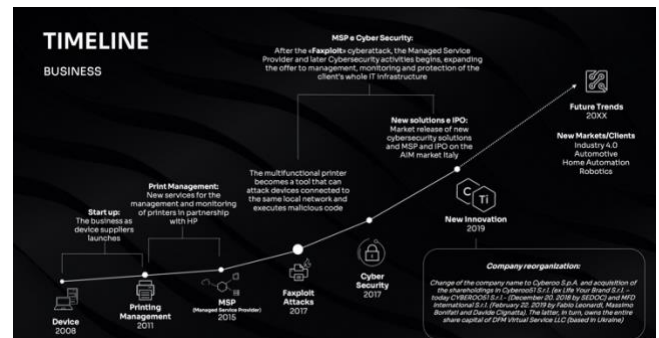 TIMELINE
BUSINESS
MSP e Cyber Security:
After the «Faxploit» cyberattack, the Managed Service
Provider and later Cybersecurity activities begins, expanding
the offer to management, monitoring and protection of the
client's whole IT Infrastructure
Future Trends
20XX
New Markets/Clients
Industry 4.0
Automotive
Home Automation
Robotics
New solutions e IPO:
Market release of new
cybersecurity solutions
and MSP and IPO on the
AIM market Italy
The multifunctional printer
becomes a tool that can
attack devices connected to
the same local network and
executes malicious code
Print Management:
New services for the
management and monitoring
of printers in partnership
with HP
Start up:
The business as
device suppliers
launches
C Ti
New Innovation
2019
Cyber
Security
2017
Faxploit
Attacks
2017
MSP
(Managed Service Provider)
2015
Printing
Management
2011
Device
2008
Company reorganization:
Change of the company name to Cyberoo S.p.A. and acquisition of
the shareholdings in Cyberoo51 S.r.l. (ex Life Your Brand S.r.l. -
today CYBEROO51 S.r.l.- (December 20, 2018 by SEDOC) and MFD
International S.r.l. (February 22, 2019 by Fabio Leonardi, Massimo
Bonifati and Davide Cignatta). The latter, in turn, owns the entire
share capital of DFM Virtual Service LLC (based in Ukraine)